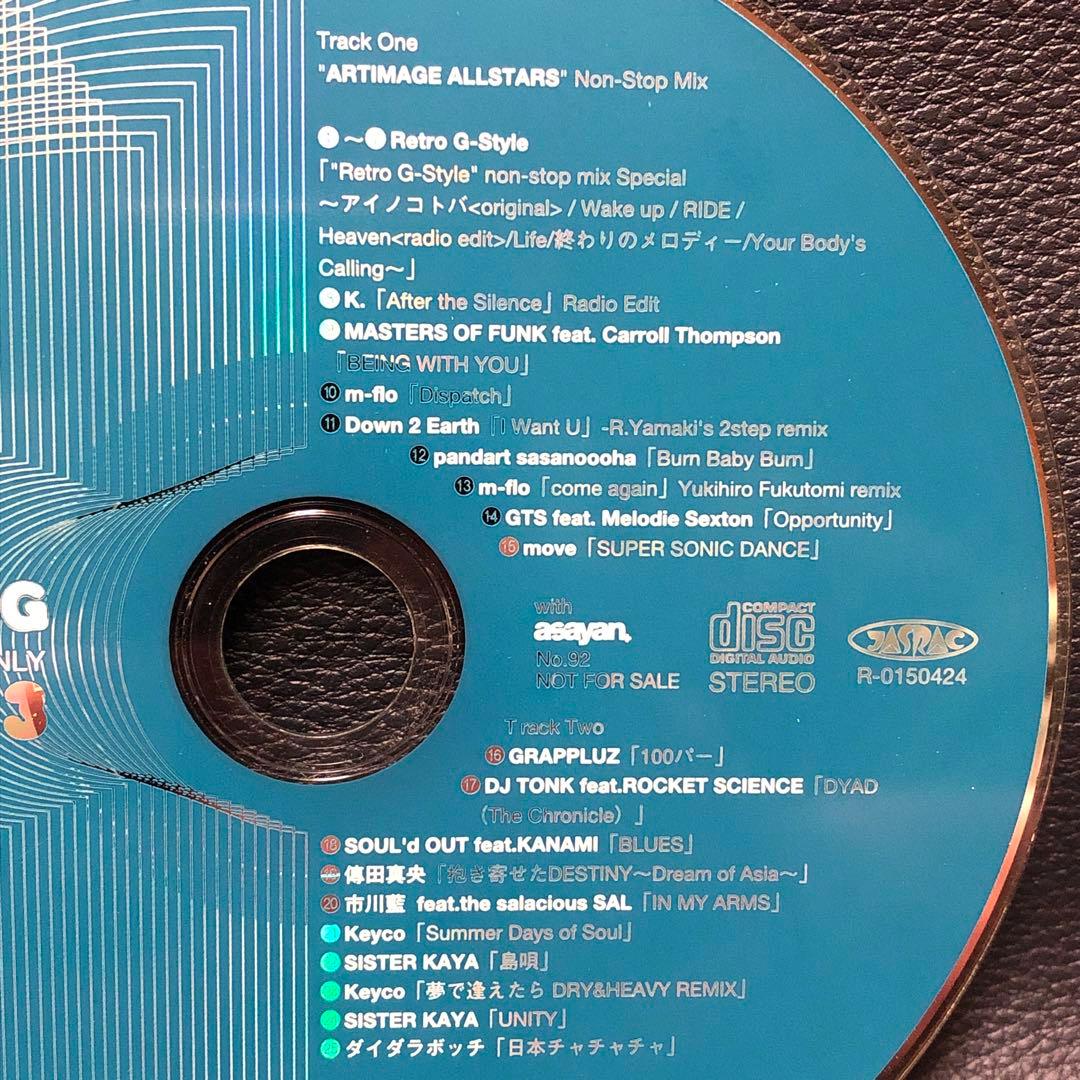 Track One
"ARTIMAGE ALLSTARS" Non-Stop Mix
～ Retro G-Style
「"Retro G-Style" non-stop mix Special
～アイノコトバ<original> / Wake up / RIDE /
Heaven<radio edit>/Life/終わりのメロディー/Your Body's
Calling～」
K.「After the Silence」Radio Edit
MASTERS OF FUNK feat. Carroll Thompson
「BEING WITH YOU」
⑩ m-flo「Dispatch」
⑪ Down 2 Earth「I Want U」-R.Yamaki's 2step remix
⑫ pandart sasanoooha「Burn Baby Burn」
⑬ m-flo「come again」Yukihiro Fukutomi remix
⑭ GTS feat. Melodie Sexton「Opportunity」
⑮ move「SUPER SONIC DANCE」
G
NLY
3
with
asayan,
No.92
NOT FOR SALE
COMPACT
disc
DIGITAL AUDIO
STEREO
JASRAC
R-0150424
Track Two
⑯ GRAPPLUZ「100パー」
⑰ DJ TONK feat.ROCKET SCIENCE「DYAD
（The Chronicle）」
⑱ SOUL'd OUT feat.KANAMI「BLUES」
傳田真央「抱き寄せたDESTINY～Dream of Asia～」
⑳ 市川藍 feat.the salacious SAL「IN MY ARMS」
Keyco「Summer Days of Soul」
SISTER KAYA「島唄」
Keyco「夢で逢えたら DRY&HEAVY REMIX」
SISTER KAYA「UNITY」
ダイダラボッチ「日本チャチャチャ」